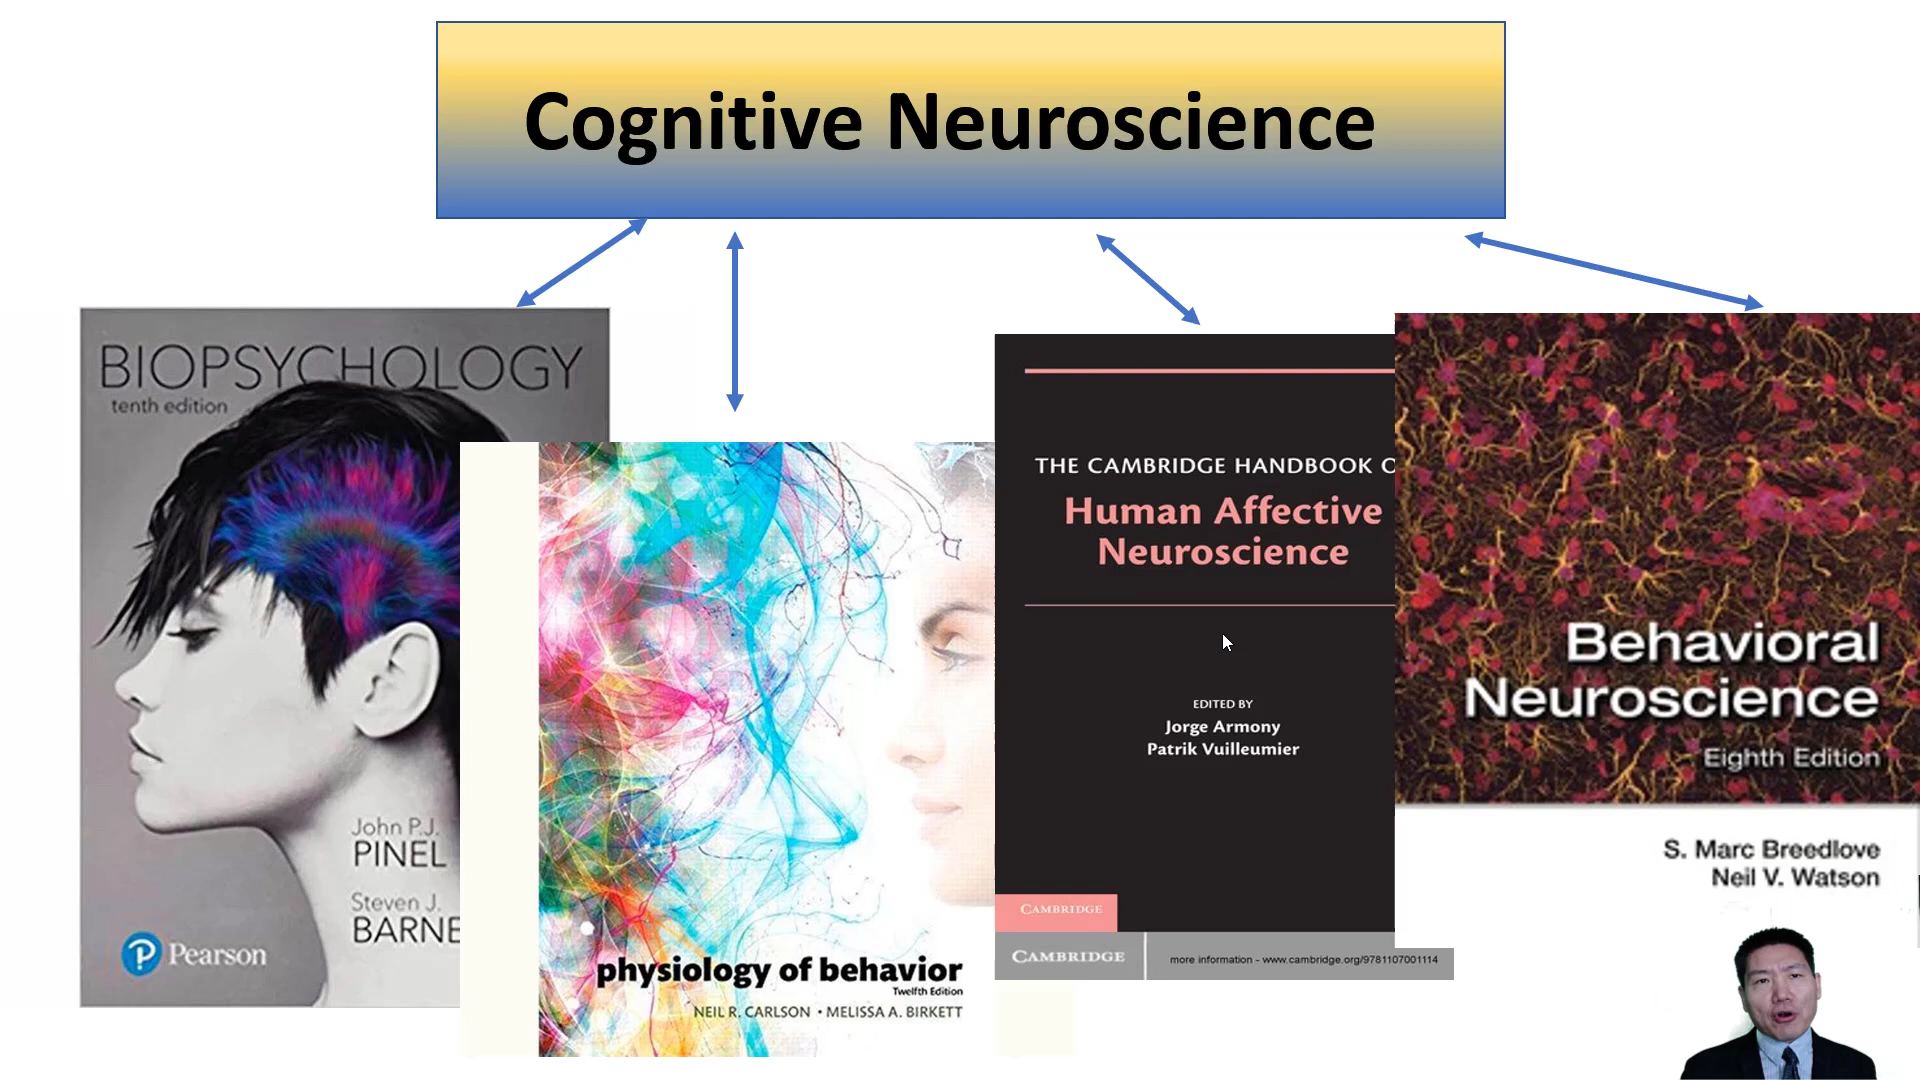 Cognitive Neuroscience
BIOPSYCHOLOGY
tenth edition
John P.J.
PINEL
Steven J.
BARNE
Pearson
physiology of behavior
Twelfth Edition
NEIL R. CARLSON • MELISSA A. BIRKETT
THE CAMBRIDGE HANDBOOK O
Human Affective
Neuroscience
EDITED BY
Jorge Armony
Patrik Vuilleumier
CAMBRIDGE
CAMBRIDGE
more information - www.cambridge.org/9781107001114
Behavioral
Neuroscience
Eighth Edition
S. Marc Breedlove
Neil V. Watson